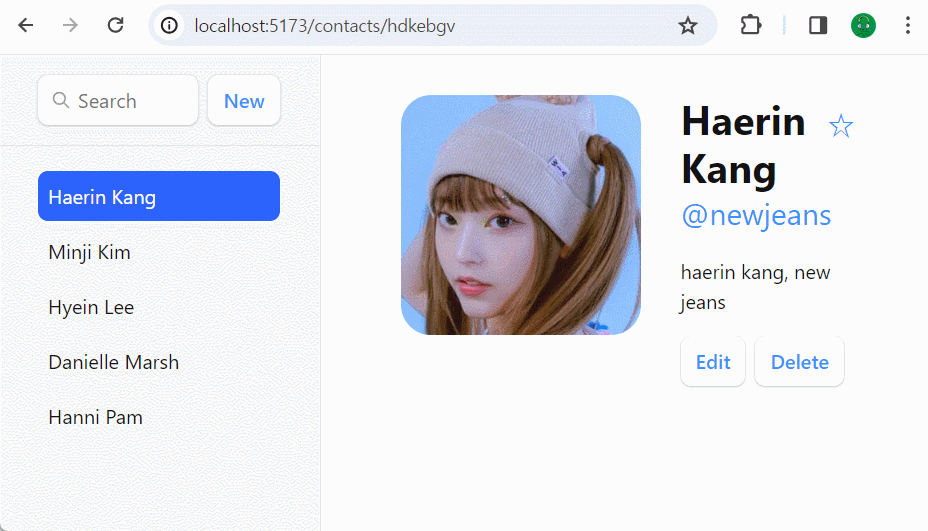 localhost:5173/contacts/hdkebgv
Search
New
Haerin Kang
Minji Kim
Hyein Lee
Danielle Marsh
Hanni Pam
Haerin ☆
Kang
@newjeans
haerin kang, new
jeans
Edit
Delete